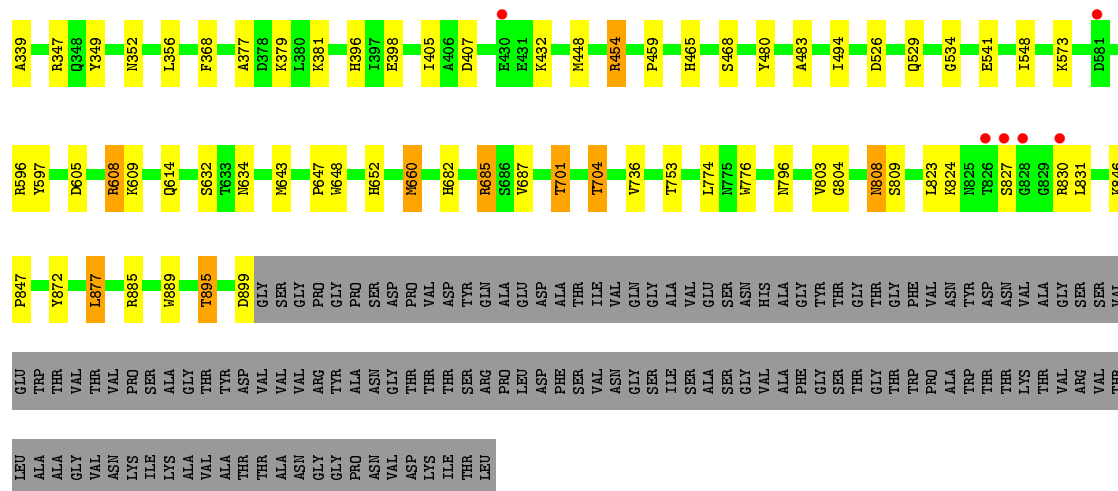 A339 R347 Q348 Y349 N352 L356 F368 A377 D378 K379 L380 K381 H396 I397 E398 I405 A406 D407 E430 E431 K432 M448 R454 P459 H465 S468 Y480 A483 I494 D526 Q529 G534 E541 I548 K573 D581
R596 Y597 D605 R608 K609 Q614 S632 T633 N634 M643 P647 W648 H652 M660 H682 R685 S686 V687 T701 T704 V736 T753 L774 N775 W776 N796 V803 G804 N808 S809 L823 K824 N825 T826 S827 G828 G829 R830 L831 K846
P847 Y872 L877 R885 W889 T895 D899 GLY SER GLY PRO GLY PRO SER ASP PRO VAL ASP TYR GLN ALA GLU ASP ALA THR ILE VAL GLN GLY ALA VAL GLU SER ASN HIS ALA GLY TYR THR GLY THR GLY PHE VAL ASN TYR ASP ASN VAL ALA GLY SER SER VAL
GLU TRP THR VAL THR VAL PRO SER ALA GLY THR TYR ASP VAL VAL VAL ARG TYR ALA ASN GLY THR THR THR SER ARG PRO LEU ASP PHE SER VAL ASN GLY SER ILE SER ALA SER GLY VAL ALA PHE GLY SER THR GLY THR TRP PRO ALA TRP THR THR LYS THR VAL ARG VAL THR
LEU ALA ALA GLY VAL ASN LYS ILE LYS ALA VAL ALA THR THR ALA ASN GLY GLY PRO ASN VAL ASP LYS ILE THR LEU